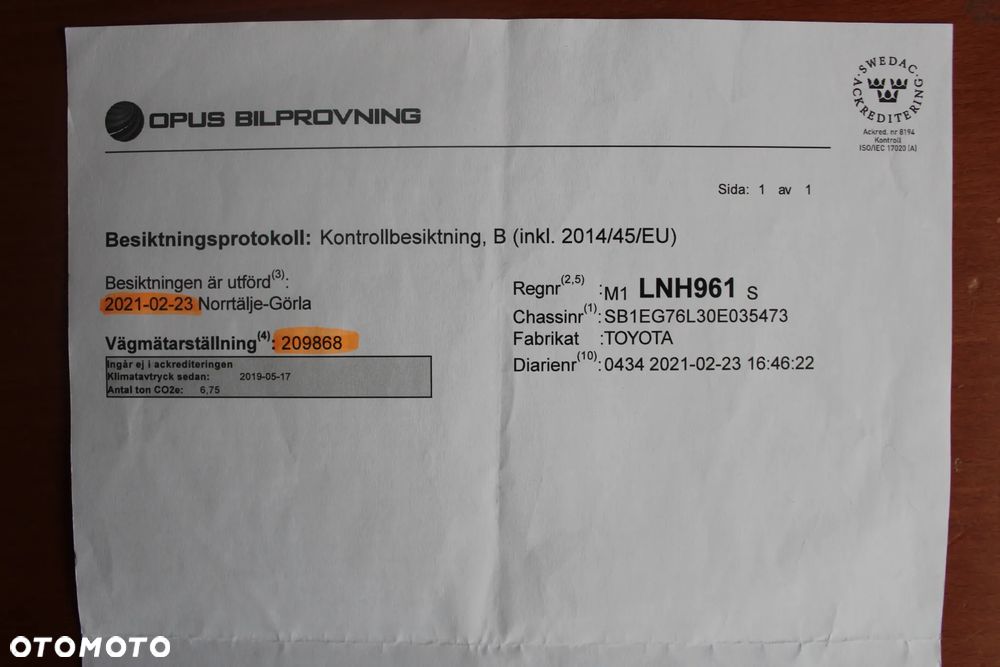 OPUS BILPROVNING
SWEDAC ACKREDITERING
Ackred. nr 8194
Kontroll
ISO/IEC 17020 (A)
Sida: 1 av 1
Besiktningsprotokoll: Kontrollbesiktning, B (inkl. 2014/45/EU)
Besiktningen är utförd(3):
2021-02-23 Norrtälje-Görla
Vägmätarställning(4): 209868
Ingår ej i ackrediteringen
Klimatavtryck sedan: 2019-05-17
Antal ton CO2e: 6,75
Regnr(2,5) :M1 LNH961 S
Chassinr(1):SB1EG76L30E035473
Fabrikat :TOYOTA
Diarienr(10):0434 2021-02-23 16:46:22
OTOMOTO